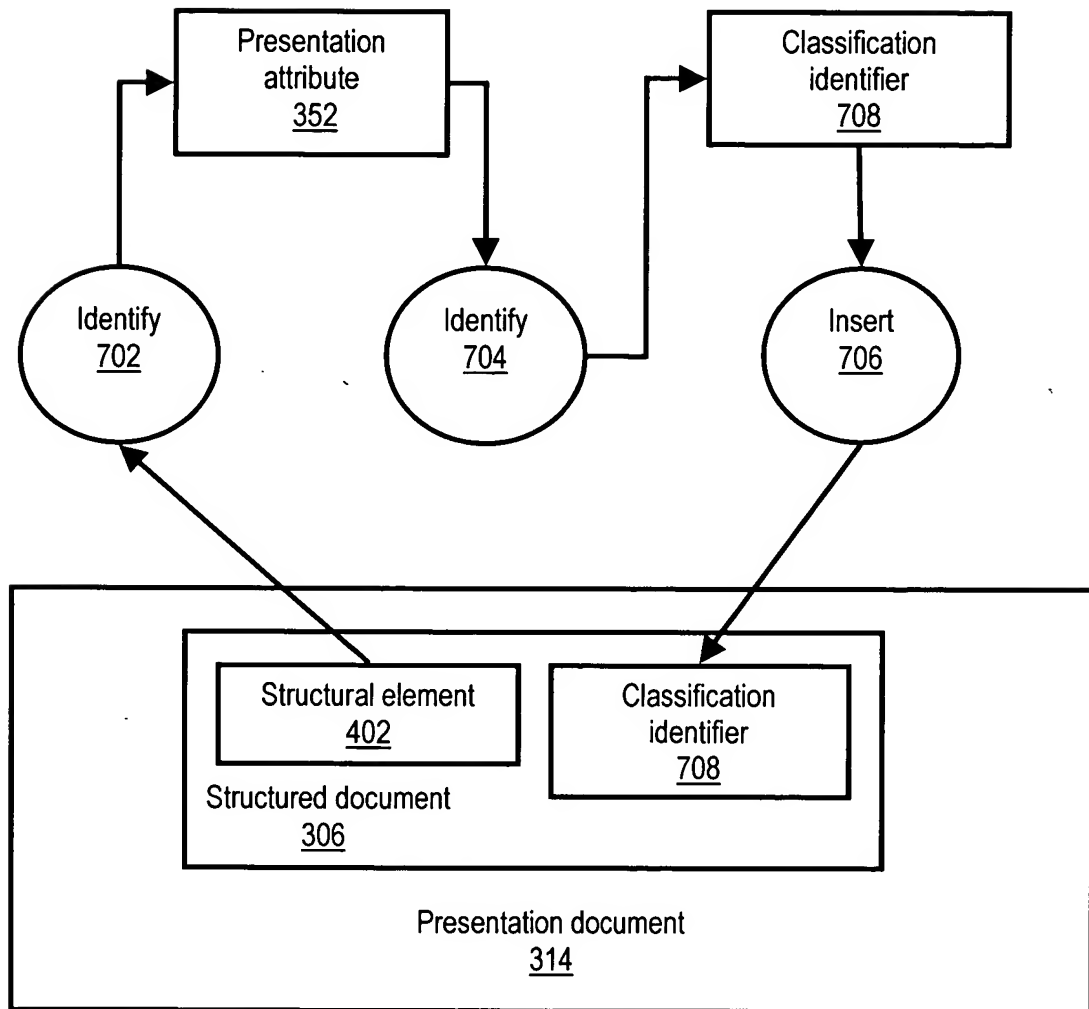 Presentation
attribute
352
Classification
identifier
708
Identify
702
Identify
704
Insert
706
Structural element
402
Classification
identifier
708
Structured document
306
Presentation document
314